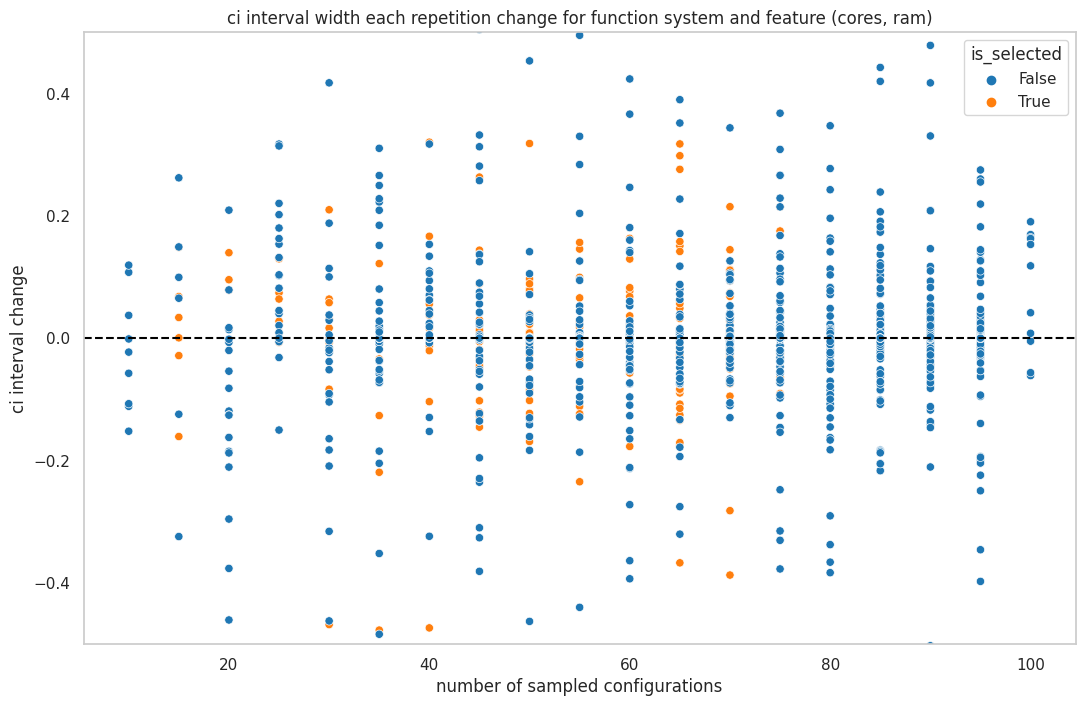 ci interval width each repetition change for function system and feature (cores, ram)
is_selected
False
True
ci interval change
0.4
0.2
0.0
−0.2
−0.4
20
40
60
80
100
number of sampled configurations